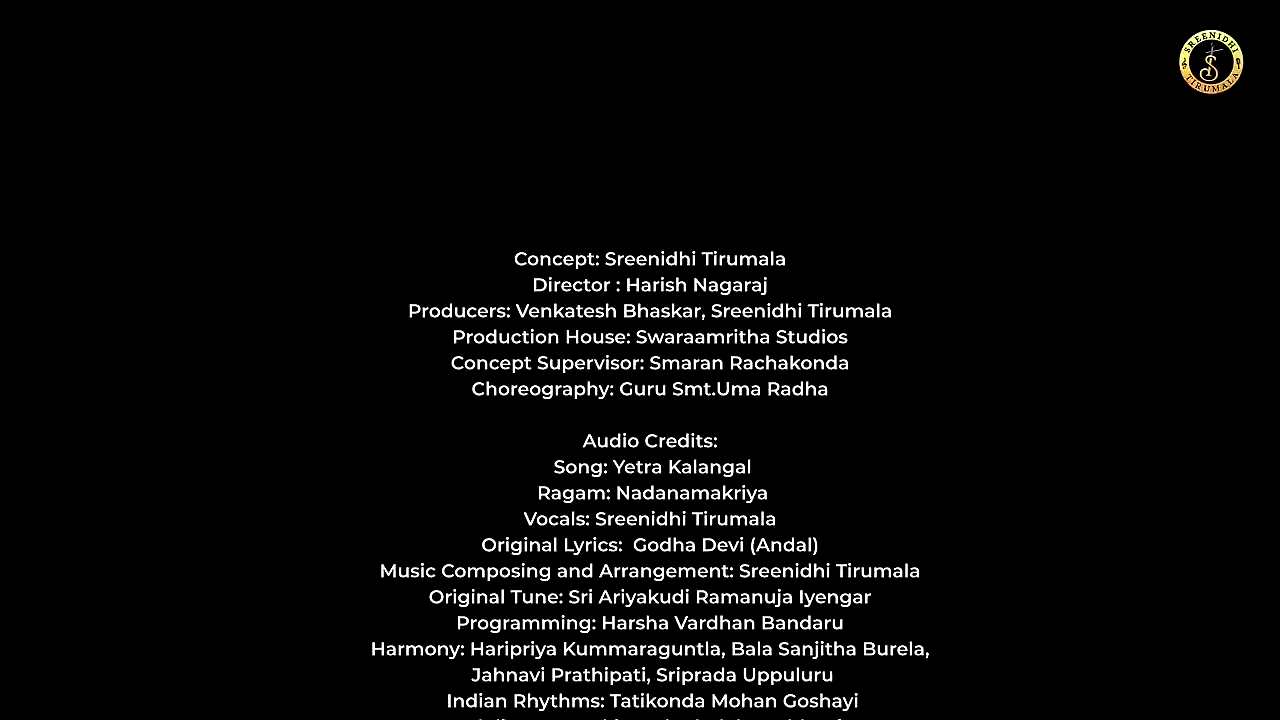 SREENIDHI
TIRUMALA
Concept: Sreenidhi Tirumala
Director : Harish Nagaraj
Producers: Venkatesh Bhaskar, Sreenidhi Tirumala
Production House: Swaraamritha Studios
Concept Supervisor: Smaran Rachakonda
Choreography: Guru Smt.Uma Radha
Audio Credits:
Song: Yetra Kalangal
Ragam: Nadanamakriya
Vocals: Sreenidhi Tirumala
Original Lyrics:  Godha Devi (Andal)
Music Composing and Arrangement: Sreenidhi Tirumala
Original Tune: Sri Ariyakudi Ramanuja Iyengar
Programming: Harsha Vardhan Bandaru
Harmony: Haripriya Kummaraguntla, Bala Sanjitha Burela,
Jahnavi Prathipati, Sriprada Uppuluru
Indian Rhythms: Tatikonda Mohan Goshayi